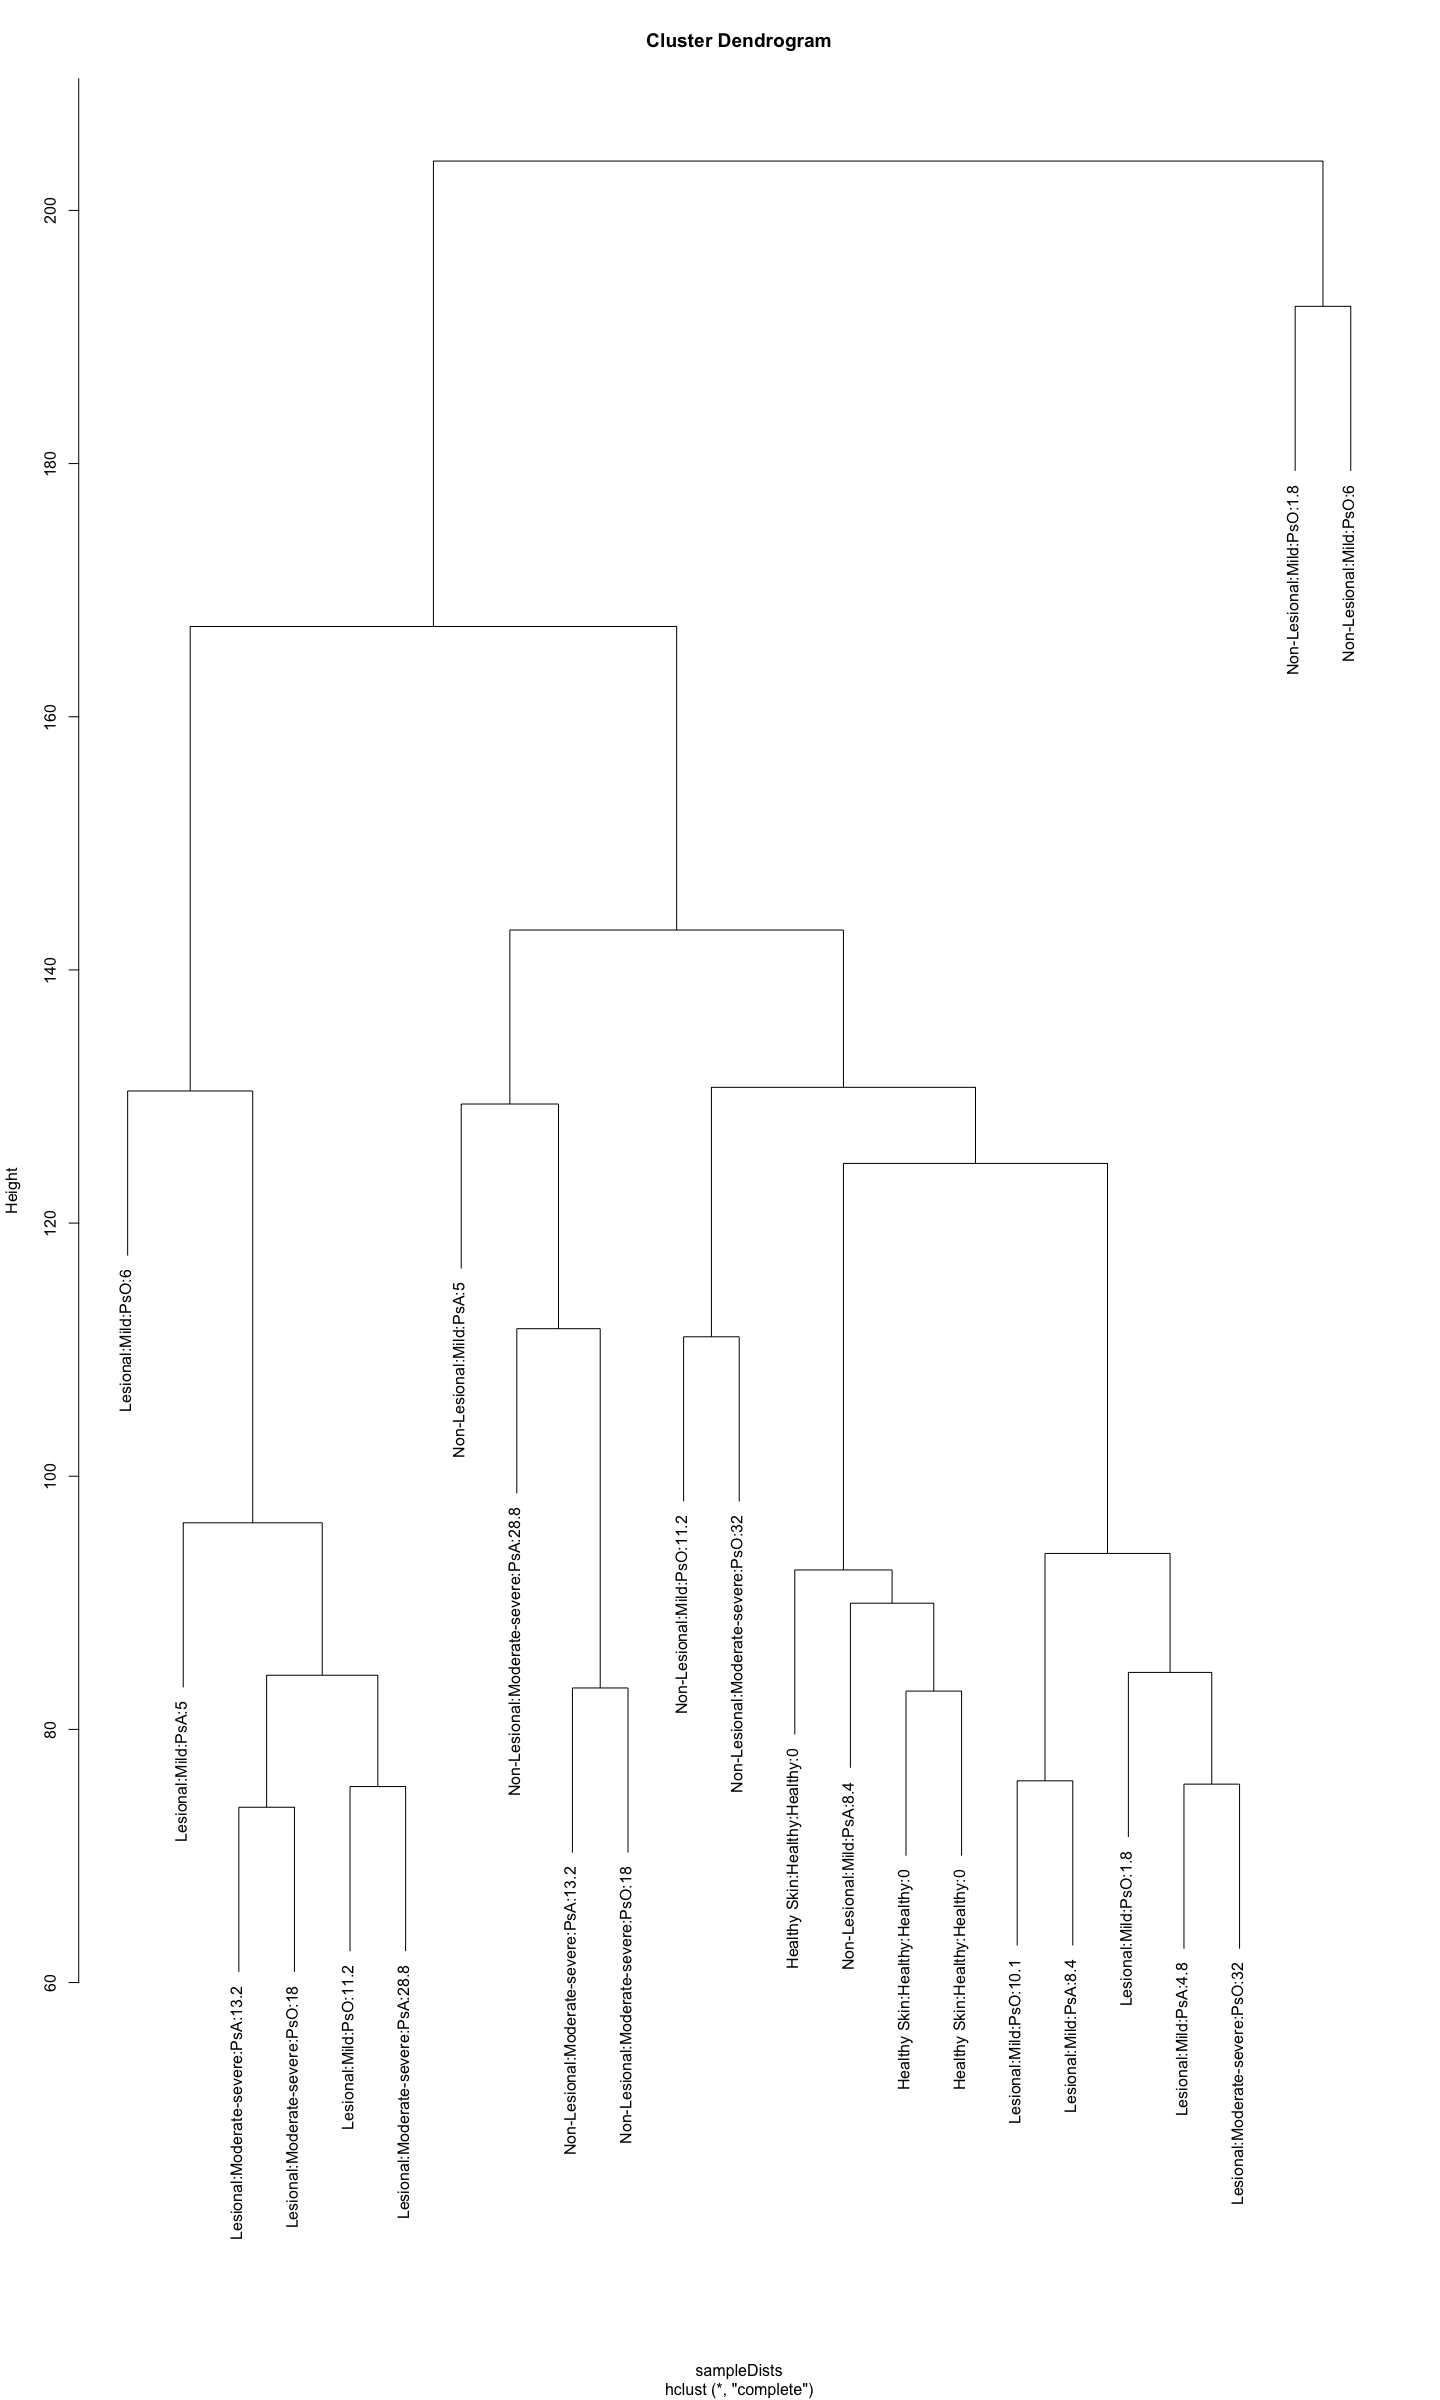 Cluster Dendrogram
Height
200
180
160
140
120
100
80
60
Lesional:Mild:PsO:6
Lesional:Mild:PsA:5
Lesional:Moderate-severe:PsA:13.2
Lesional:Moderate-severe:PsO:18
Lesional:Mild:PsO:11.2
Lesional:Moderate-severe:PsA:28.8
Non-Lesional:Mild:PsA:5
Non-Lesional:Moderate-severe:PsA:28.8
Non-Lesional:Moderate-severe:PsA:13.2
Non-Lesional:Moderate-severe:PsO:18
Non-Lesional:Mild:PsO:11.2
Non-Lesional:Moderate-severe:PsO:32
Healthy Skin:Healthy:Healthy:0
Non-Lesional:Mild:PsA:8.4
Healthy Skin:Healthy:Healthy:0
Healthy Skin:Healthy:Healthy:0
Lesional:Mild:PsO:10.1
Lesional:Mild:PsA:8.4
Lesional:Mild:PsO:1.8
Lesional:Mild:PsA:4.8
Lesional:Moderate-severe:PsO:32
Non-Lesional:Mild:PsO:1.8
Non-Lesional:Mild:PsO:6
sampleDists
hclust (*, "complete")